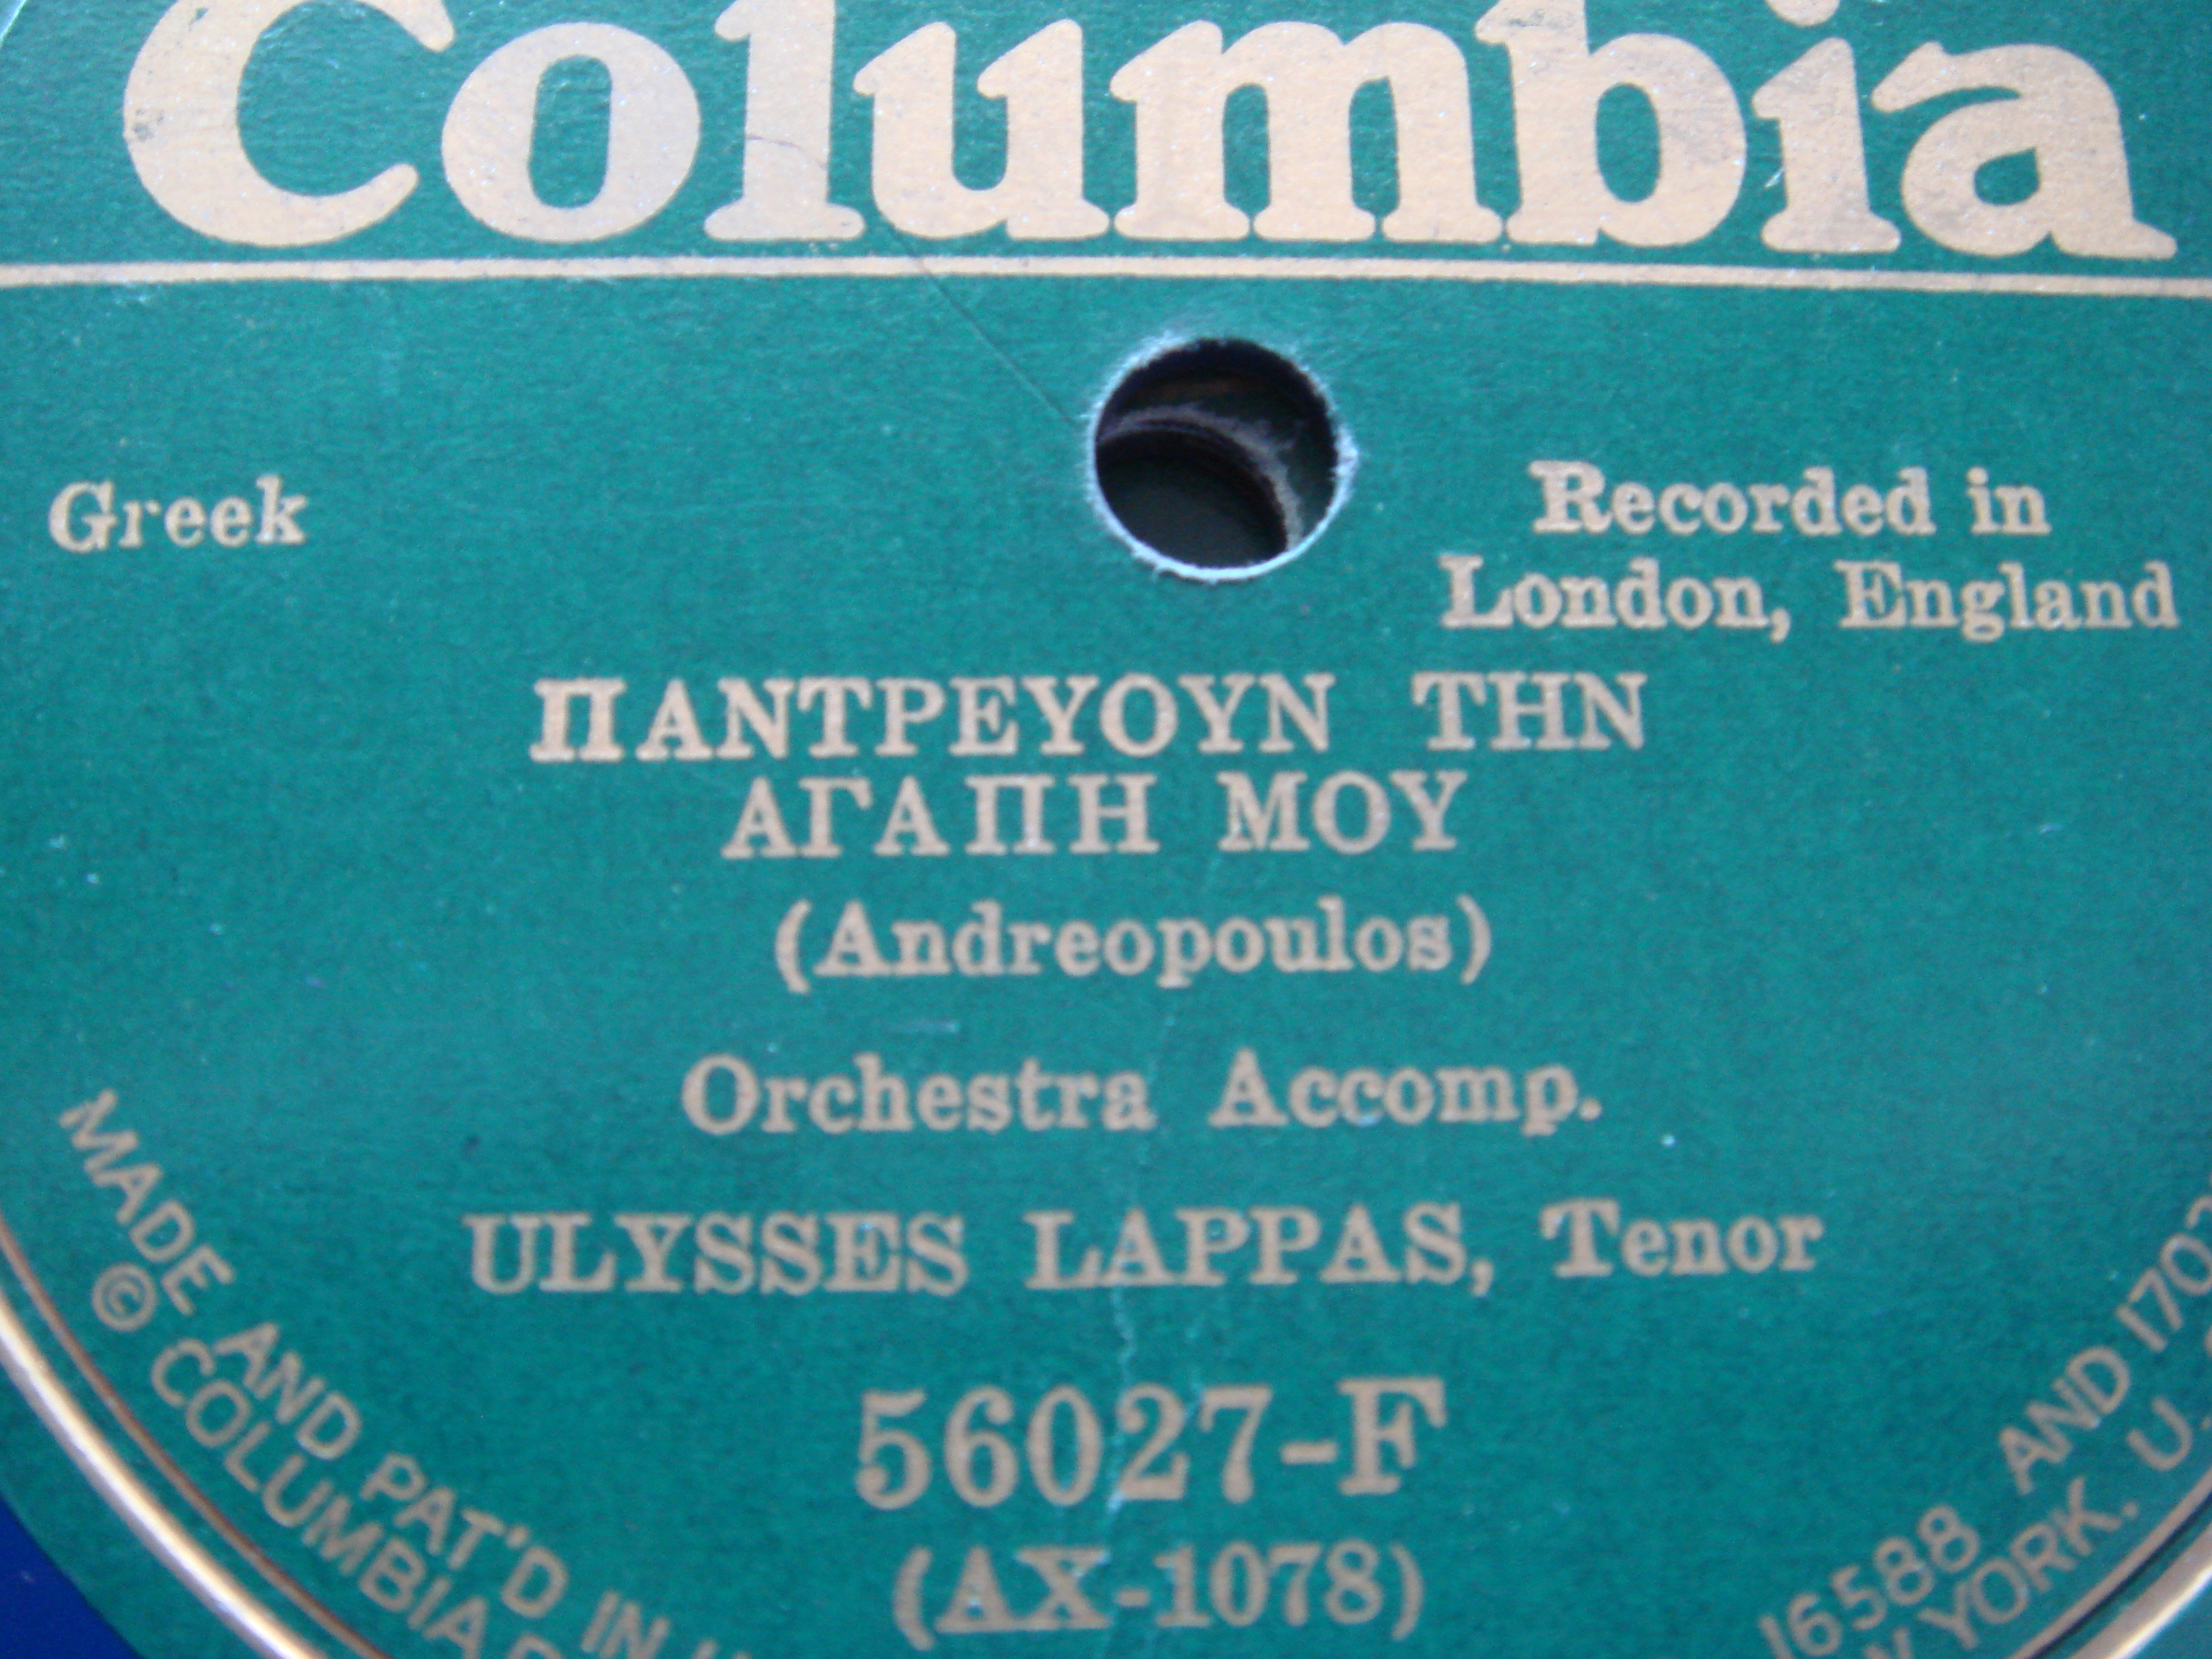 Columbia
Greek
Recorded in
London, England
ΠΑΝΤΡΕΥΟΥΝ ΤΗΝ
ΑΓΑΠΗ ΜΟΥ
(Andreopoulos)
Orchestra Accomp.
ULYSSES LAPPAS, Tenor
56027-F
(AX-1078)
MADE AND PAT'D IN
© COLUMBIA
16588 AND
YORK, U.